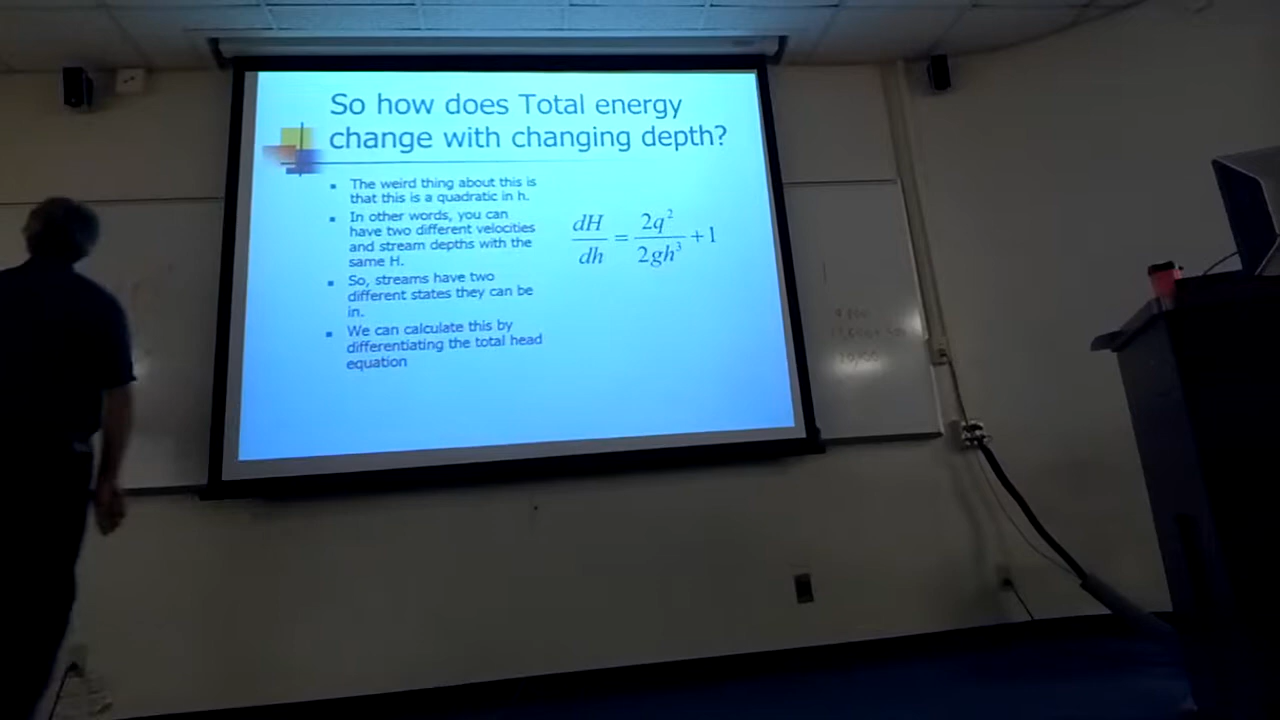 So how does Total energy
change with changing depth?
The weird thing about this is
that this is a quadratic in h.
In other words, you can
have two different velocities
and stream depths with the
same H.
So, streams have two
different states they can be
in.
We can calculate this by
differentiating the total head
equation
dH/dh = 2q²/2gh³ + 1